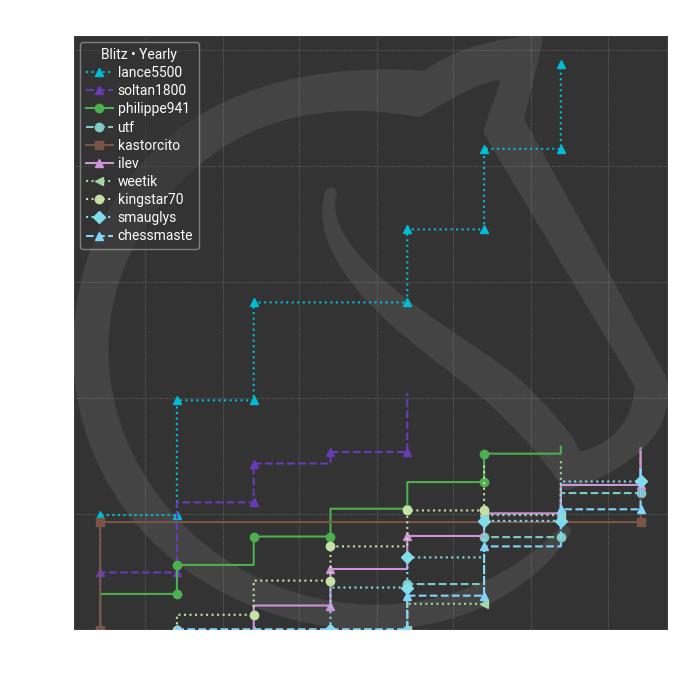 Blitz • Yearly
lance5500
soltan1800
philippe941
utf
kastorcito
ilev
weetik
kingstar70
smauglys
chessmaste